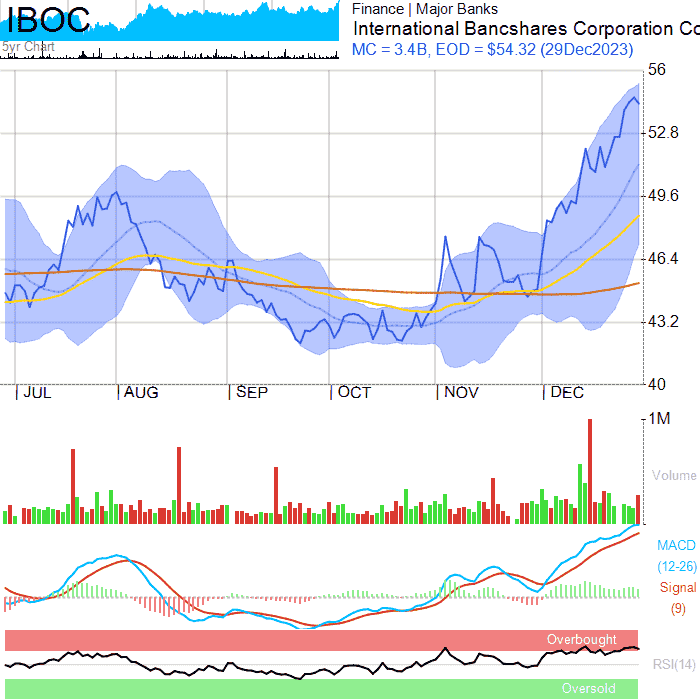 IBOC
5yr Chart
Finance | Major Banks
International Bancshares Corporation Co
MC = 3.4B, EOD = $54.32 (29Dec2023)
56
52.8
49.6
46.4
43.2
40
JUL AUG SEP OCT NOV DEC
1M
Volume
MACD
(12-26)
Signal
(9)
Overbought
RSI(14)
Oversold